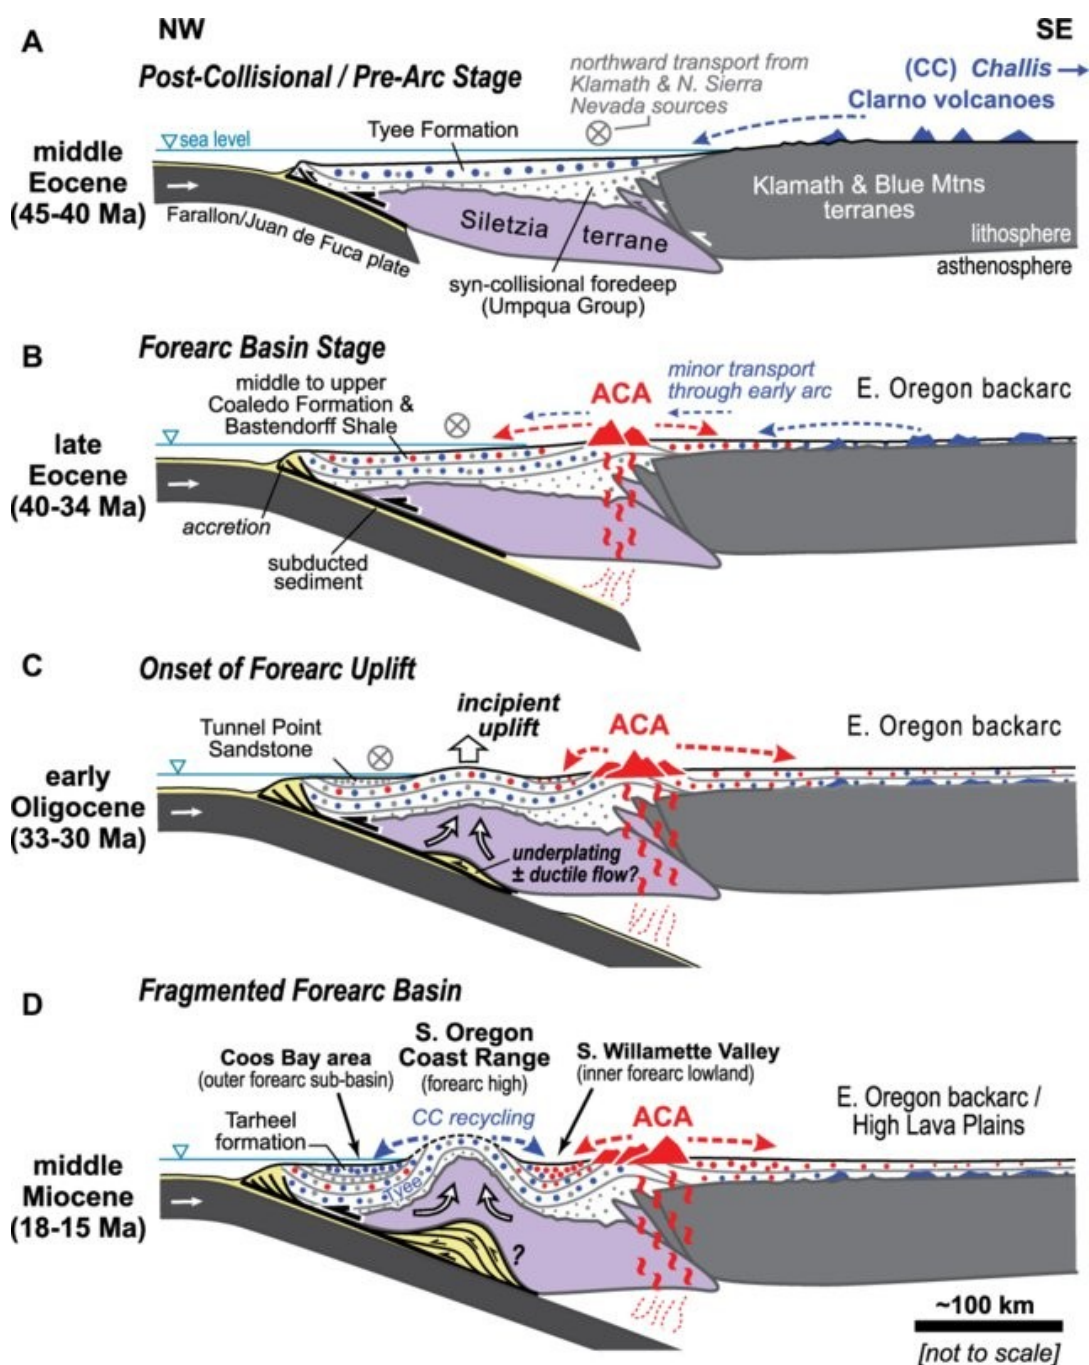 NW
SE
A
Post-Collisional / Pre-Arc Stage
northward transport from
Klamath & N. Sierra
Nevada sources
(CC) Challis
Clarno volcanoes
sea level
Tyee Formation
middle
Eocene
(45-40 Ma)
Farallon/Juan de Fuca plate
Siletzia terrane
Klamath & Blue Mtns
terranes
lithosphere
asthenosphere
syn-collisional foredeep
(Umpqua Group)
B
Forearc Basin Stage
middle to upper
Coaledo Formation &
Bastendorff Shale
ACA
minor transport
through early arc
E. Oregon backarc
late
Eocene
(40-34 Ma)
accretion
subducted
sediment
C
Onset of Forearc Uplift
Tunnel Point
Sandstone
incipient
uplift
ACA
E. Oregon backarc
early
Oligocene
(33-30 Ma)
underplating
± ductile flow?
D
Fragmented Forearc Basin
Coos Bay area
(outer forearc sub-basin)
S. Oregon
Coast Range
(forearc high)
S. Willamette Valley
(inner forearc lowland)
Tarheel
formation
CC recycling
ACA
E. Oregon backarc /
High Lava Plains
middle
Miocene
(18-15 Ma)
Tyee
?
~100 km
[not to scale]